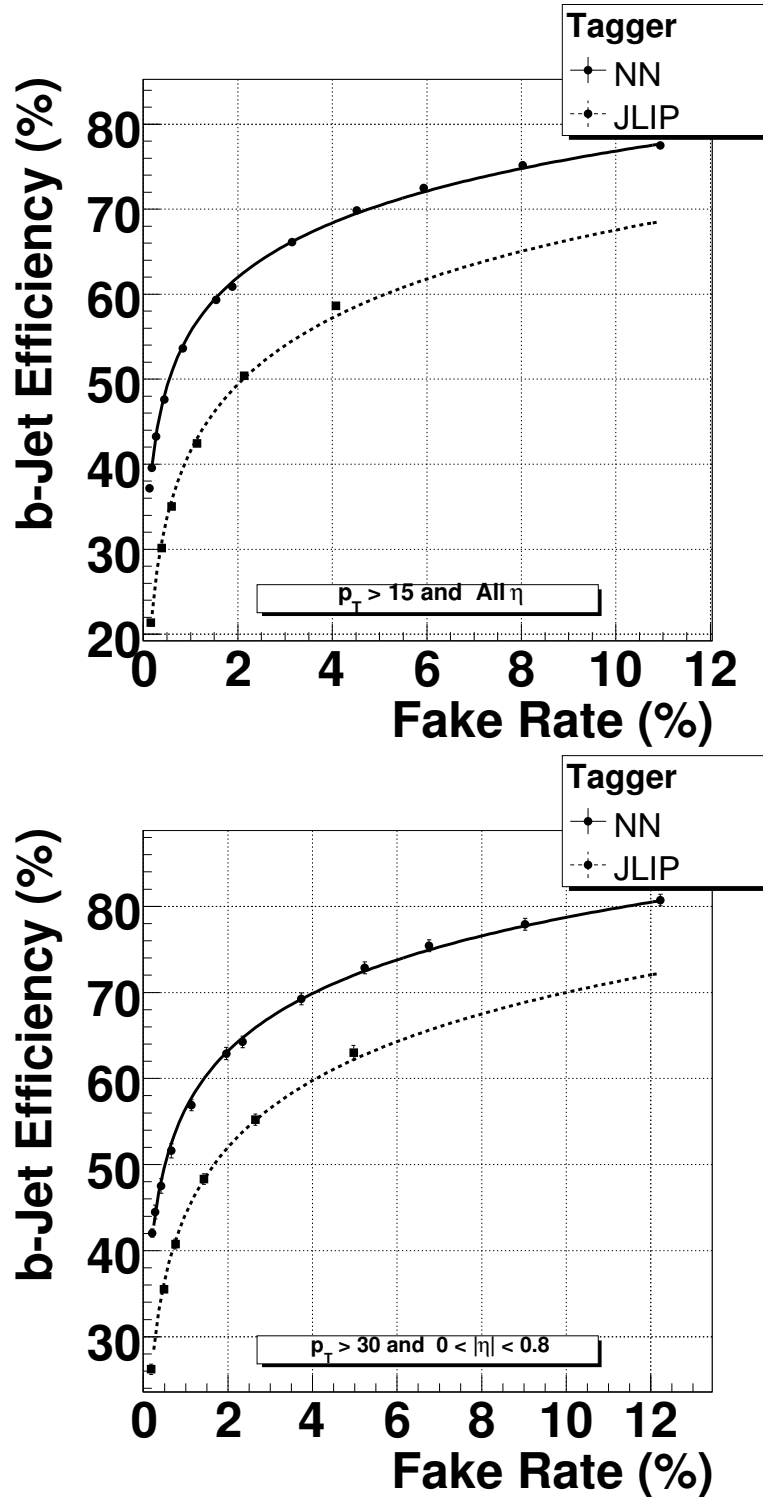 Tagger
NN
JLIP
b-Jet Efficiency (%)
80
70
60
50
40
30
20
p_T > 15 and All η
0 2 4 6 8 10 12
Fake Rate (%)
Tagger
NN
JLIP
b-Jet Efficiency (%)
80
70
60
50
40
30
p_T > 30 and 0 < |η| < 0.8
0 2 4 6 8 10 12
Fake Rate (%)